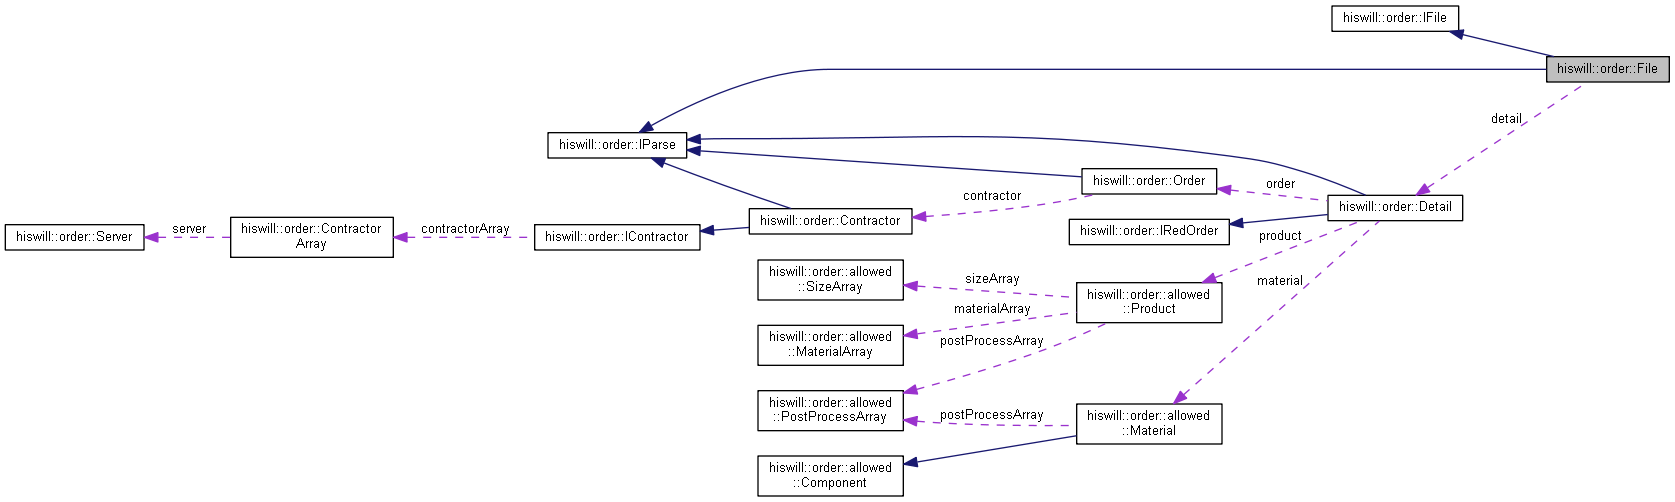 hiswill::order::IFile
hiswill::order::File
detail
hiswill::order::IParse
hiswill::order::Order
order
contractor
hiswill::order::Detail
hiswill::order::Contractor
server
contractorArray
hiswill::order::Server
hiswill::order::Contractor
Array
hiswill::order::IContractor
hiswill::order::IRedOrder
product
hiswill::order::allowed
::SizeArray
sizeArray
material
hiswill::order::allowed
::Product
materialArray
hiswill::order::allowed
::MaterialArray
postProcessArray
hiswill::order::allowed
::PostProcessArray
postProcessArray
hiswill::order::allowed
::Material
hiswill::order::allowed
::Component